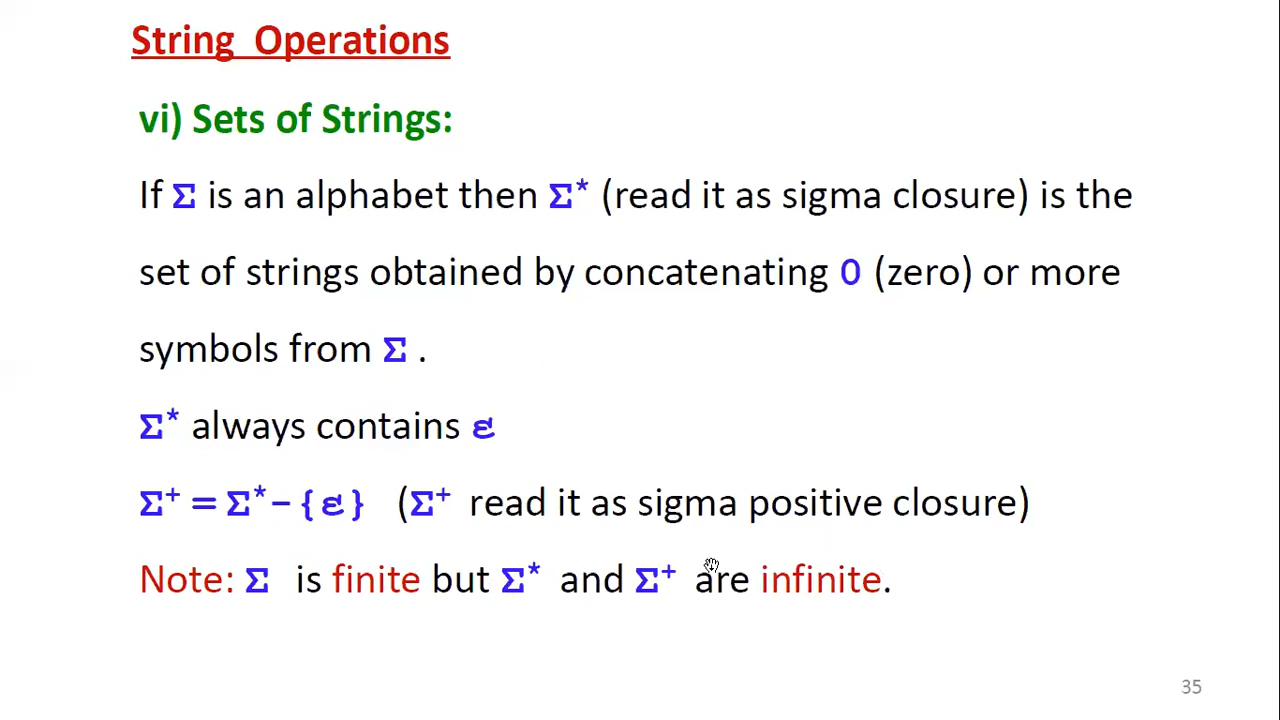 String Operations
vi) Sets of Strings:
If Σ is an alphabet then Σ* (read it as sigma closure) is the
set of strings obtained by concatenating 0 (zero) or more
symbols from Σ .
Σ* always contains ε
Σ⁺ = Σ* – {ε} (Σ⁺ read it as sigma positive closure)
Note: Σ is finite but Σ* and Σ⁺ are infinite.
35